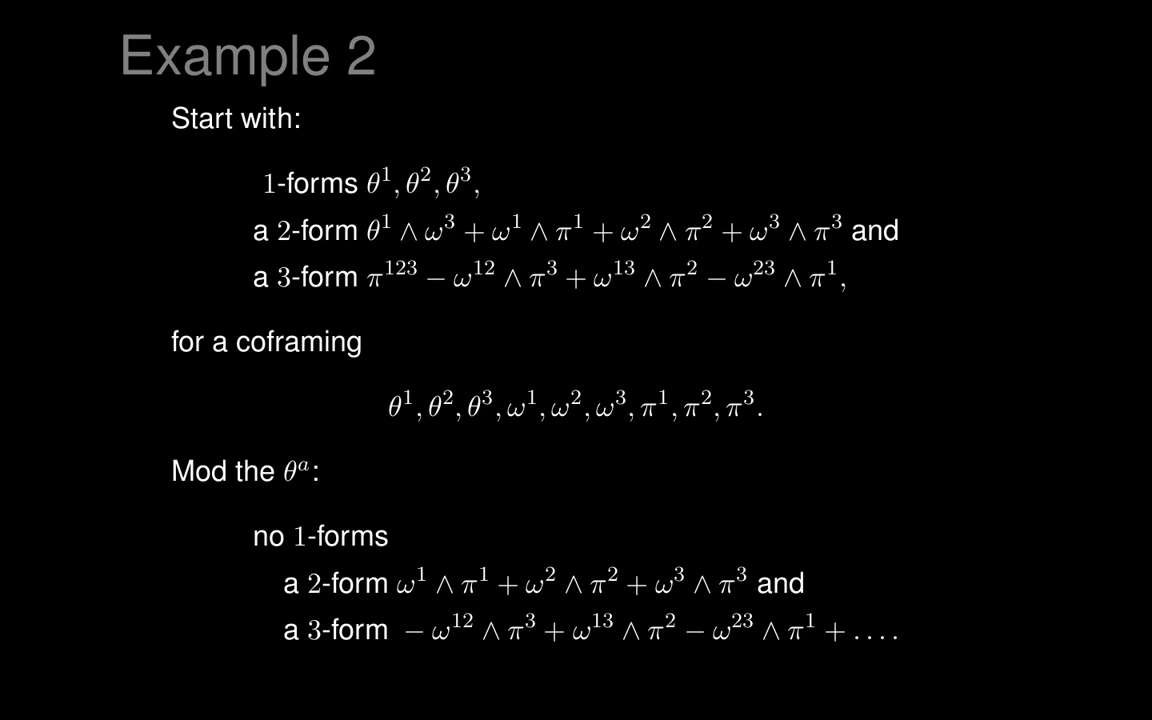 Example 2
Start with:
1-forms θ¹, θ², θ³,
a 2-form θ¹ ∧ ω³ + ω¹ ∧ π¹ + ω² ∧ π² + ω³ ∧ π³ and
a 3-form π¹²³ − ω¹² ∧ π³ + ω¹³ ∧ π² − ω²³ ∧ π¹,
for a coframing
θ¹, θ², θ³, ω¹, ω², ω³, π¹, π², π³.
Mod the θᵃ:
no 1-forms
a 2-form ω¹ ∧ π¹ + ω² ∧ π² + ω³ ∧ π³ and
a 3-form − ω¹² ∧ π³ + ω¹³ ∧ π² − ω²³ ∧ π¹ + . . . .